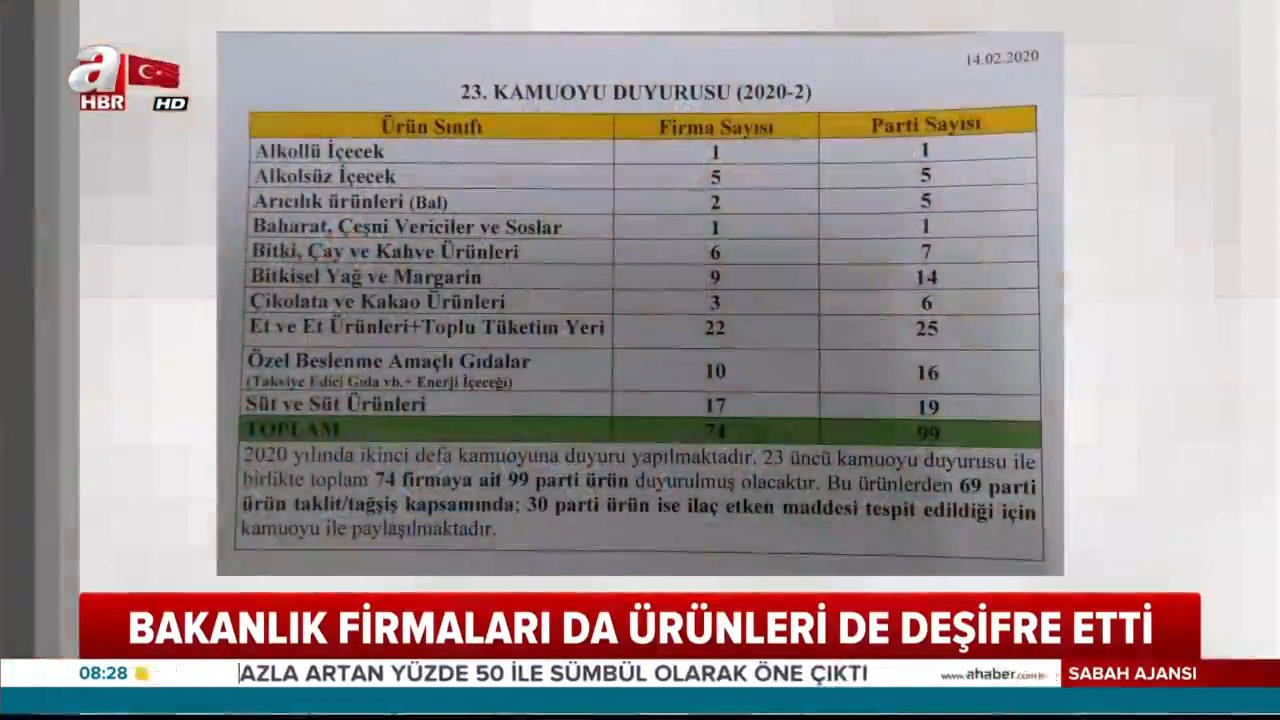 a
HBR
HD
14.02.2020
23. KAMUOYU DUYURUSU (2020-2)
Ürün Sınıfı Firma Sayısı Parti Sayısı
Alkollü İçecek 1 1
Alkolsüz İçecek 5 5
Arıcılık ürünleri (Bal) 2 5
Baharat, Çeşni Vericiler ve Soslar 1 1
Bitki, Çay ve Kahve Ürünleri 6 7
Bitkisel Yağ ve Margarin 9 14
Çikolata ve Kakao Ürünleri 3 6
Et ve Et Ürünleri+Toplu Tüketim Yeri 22 25
Özel Beslenme Amaçlı Gıdalar 10 16
(Takviye Edici Gıda vb.+ Enerji İçeceği)
Süt ve Süt Ürünleri 17 19
TOPLAM 74 99
2020 yılında ikinci defa kamuoyuna duyuru yapılmaktadır. 23 üncü kamuoyu duyurusu ile
birlikte toplam 74 firmaya ait 99 parti ürün duyurulmuş olacaktır. Bu ürünlerden 69 parti
ürün taklit/tağşiş kapsamında; 30 parti ürün ise ilaç etken maddesi tespit edildiği için
kamuoyu ile paylaşılmaktadır.
BAKANLIK FİRMALARI DA ÜRÜNLERİ DE DEŞİFRE ETTİ
08:28 AZLA ARTAN YÜZDE 50 İLE SÜMBÜL OLARAK ÖNE ÇIKTI www.ahaber.com.tr SABAH AJANSI